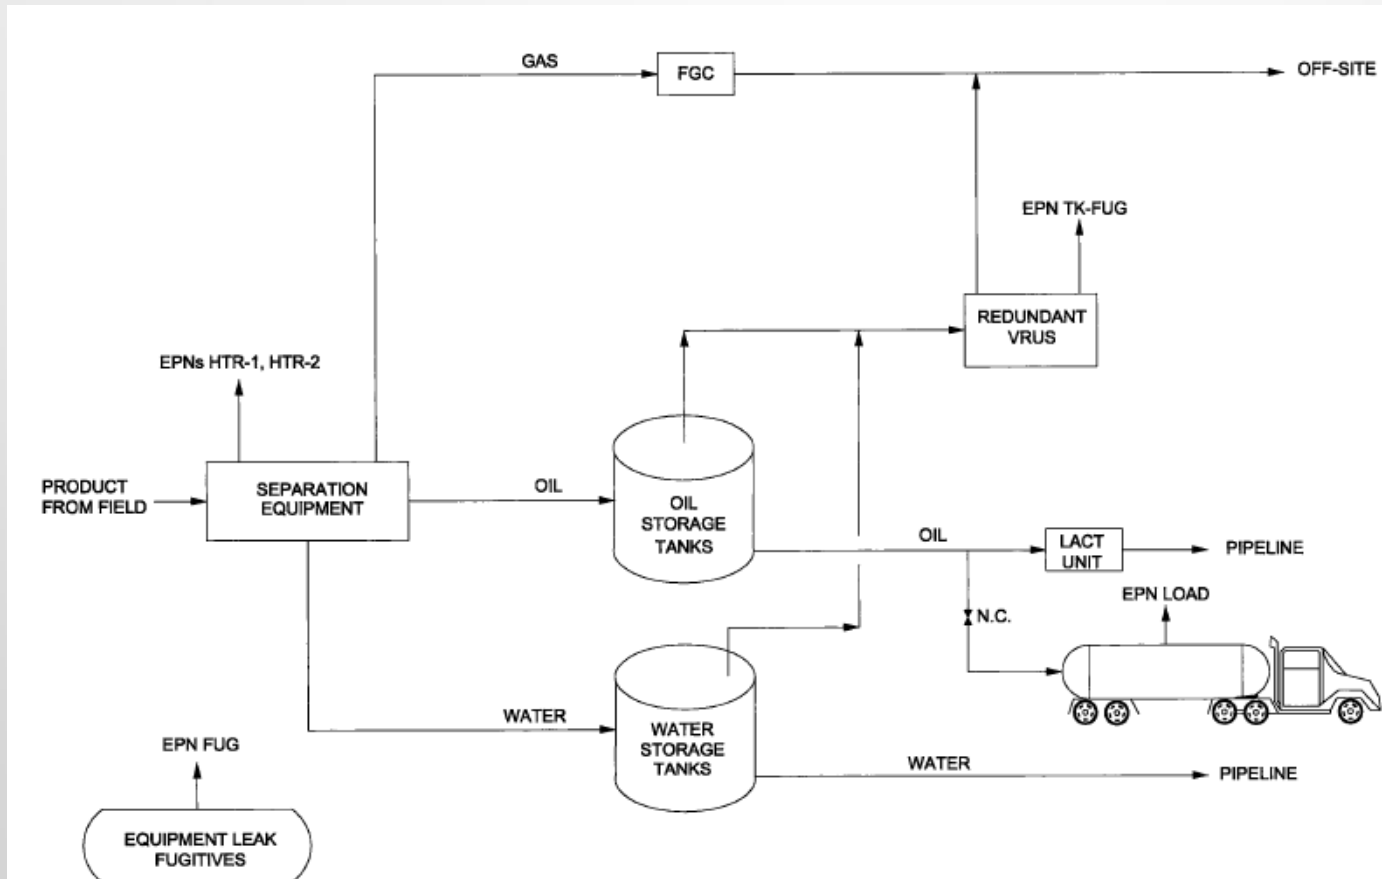 GAS
FGC
OFF-SITE
EPN TK-FUG
REDUNDANT
VRUS
EPNs HTR-1, HTR-2
PRODUCT
FROM FIELD
SEPARATION
EQUIPMENT
OIL
OIL
STORAGE
TANKS
OIL
LACT
UNIT
PIPELINE
EPN LOAD
N.C.
WATER
WATER
STORAGE
TANKS
WATER
PIPELINE
EPN FUG
EQUIPMENT LEAK
FUGITIVES